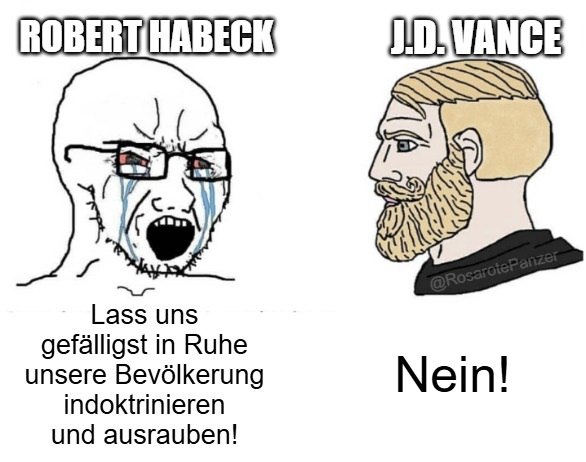 ROBERT HABECK
J.D. VANCE
@RosarotePanzer
Lass uns
gefälligst in Ruhe
unsere Bevölkerung
indoktrinieren
und ausrauben!
Nein!